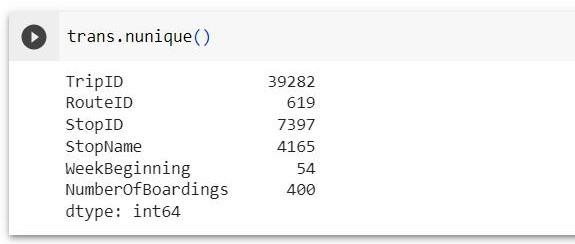 trans.nunique()
TripID 39282
RouteID 619
StopID 7397
StopName 4165
WeekBeginning 54
NumberOfBoardings 400
dtype: int64